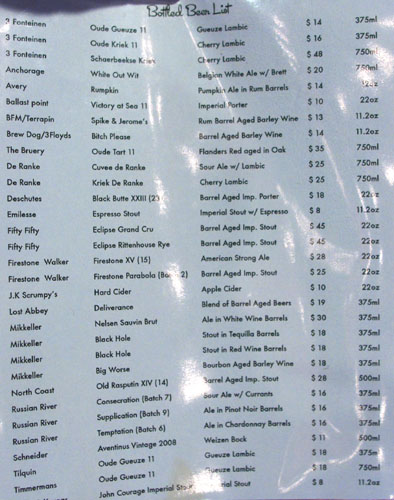 Bottled Beer List
3 Fonteinen Oude Gueuze 11 Gueuze Lambic $ 14 375ml
3 Fonteinen Oude Kriek 11 Cherry Lambic $ 16 375ml
3 Fonteinen Schaerbeekse Kriek Cherry Lambic $ 48 750ml
Anchorage White Out Wit Belgian White Ale w/ Brett $ 20 750ml
Avery Rumpkin Pumpkin Ale in Rum Barrels $ 14 12oz
Ballast point Victory at Sea 11 Imperial Porter $ 10 22oz
BFM/Terrapin Spike & Jerome's Rum Barrel Aged Barley Wine $ 13 11.2oz
Brew Dog/3Floyds Bitch Please Barrel Aged Barley Wine $ 14 11.2oz
The Bruery Oude Tart 11 Flanders Red aged in Oak $ 35 750ml
De Ranke Cuvee de Ranke Sour Ale w/ Lambic $ 25 750ml
De Ranke Kriek De Ranke Cherry Lambic $ 25 750ml
Deschutes Black Butte XXIII Barrel Aged Imp. Porter $ 18 22oz
Emilesse Espresso Stout Imperial Stout w/ Espresso $ 8 11.2oz
Fifty Fifty Eclipse Grand Cru Barrel Aged Imp. Stout $ 45 22oz
Fifty Fifty Eclipse Rittenhouse Rye Barrel Aged Imp. Stout $ 45 22oz
Firestone Walker Firestone XV (15) American Strong Ale $ 28 22oz
Firestone Walker Firestone Parabola Barrel Aged Imp. Stout $ 25 22oz
J.K Scrumpy's Hard Cider Apple Cider $ 10 22oz
Lost Abbey Deliverance Blend of Barrel Aged Beers $ 19 375ml
Mikkeller Nelsen Sauvin Brut Ale in White Wine Barrels $ 30 375ml
Mikkeller Black Hole Stout in Tequilla Barrels $ 18 375ml
Mikkeller Black Hole Stout in Red Wine Barrels $ 18 375ml
Mikkeller Big Worse Bourbon Aged Barley Wine $ 18 375ml
North Coast Old Rasputin XIV (14) Barrel Aged Imp. Stout $ 28 500ml
Russian River Consecration (Batch 7) Sour Ale w/ Currants $ 16 375ml
Russian River Supplication (Batch 9) Ale in Pinot Noir Barrels $ 16 375ml
Russian River Temptation (Batch 6) Ale in Chardonnay Barrels $ 16 375ml
Schneider Aventinus Vintage 2008 Weizen Bock $ 11 500ml
Tilquin Oude Gueuze 11 Gueuze Lambic $ 18 375ml
Timmermans Oude Gueuze 11 Gueuze Lambic $ 18 750ml
John Courage Imperial Stout Imperial Stout $ 8 11.2oz